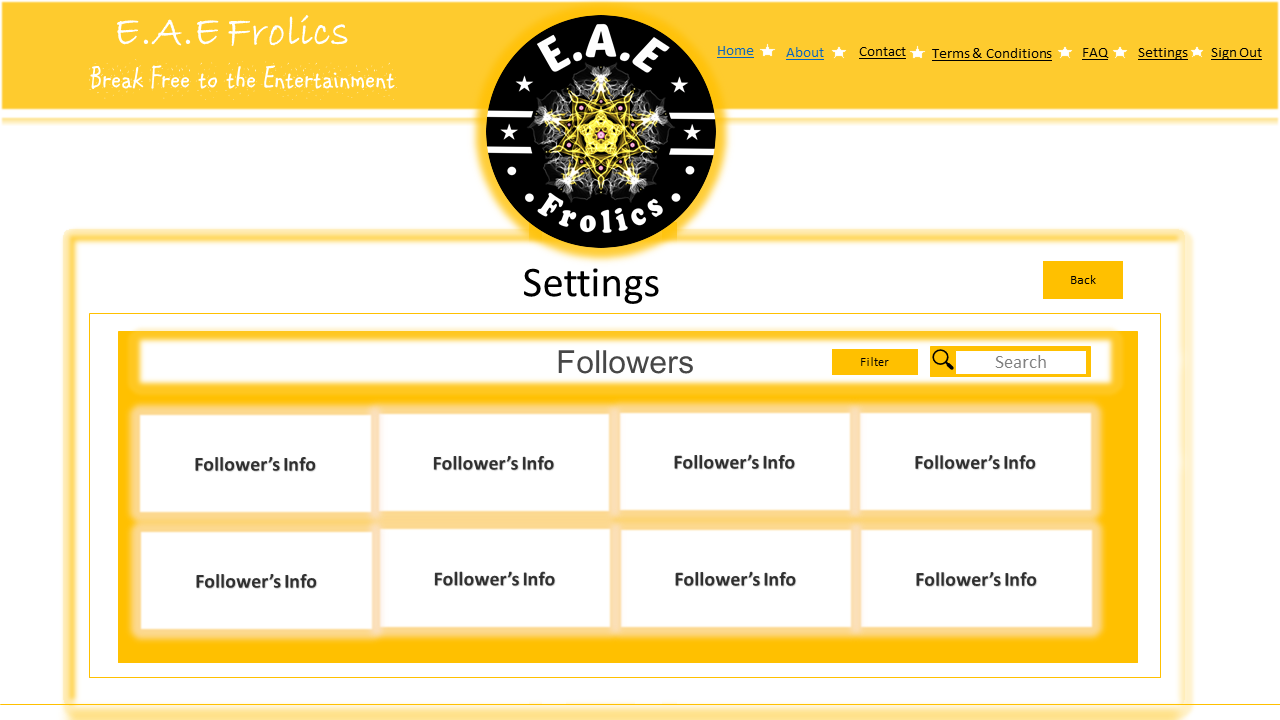 E.A.E Frolics
Break Free to the Entertainment
E.A.E
Frolics
Home About Contact Terms & Conditions FAQ Settings Sign Out
Settings
Back
Followers
Filter
Search
Follower's Info Follower's Info Follower's Info Follower's Info
Follower's Info Follower's Info Follower's Info Follower's Info